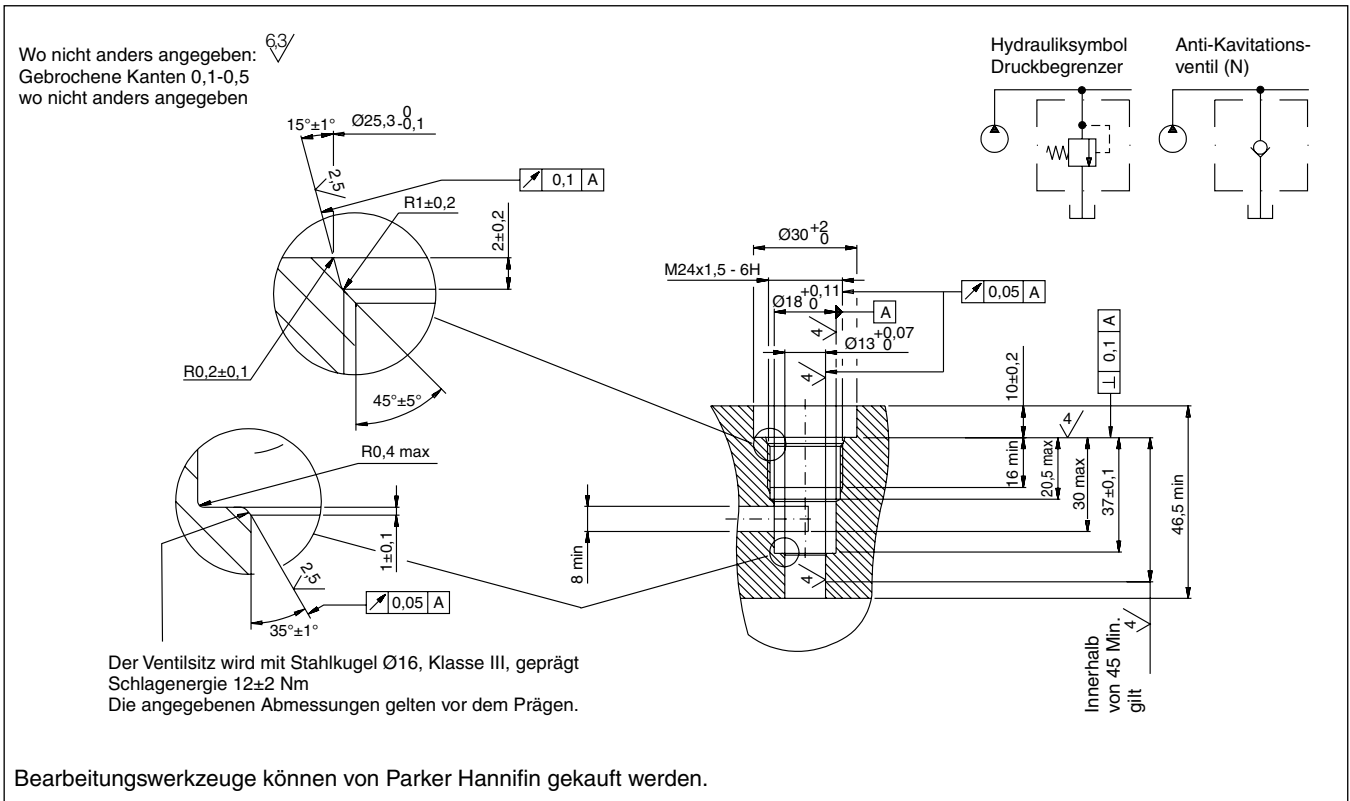 Wo nicht anders angegeben: 6,3
Gebrochene Kanten 0,1-0,5
wo nicht anders angegeben
Hydrauliksymbol
Druckbegrenzer
Anti-Kavitations-
ventil (N)
15°±1°
Ø25,3 0 -0,1
2,5
0,1 A
R1±0,2
2±0,2
R0,2±0,1
45°±5°
Ø30 +2 0
M24x1,5 - 6H
Ø18 +0,11 0
A
0,05 A
4
Ø13 +0,07 0
4
10±0,2
⊥ 0,1 A
4
16 min
20,5 max
30 max
37±0,1
46,5 min
R0,4 max
1±0,1
8 min
4
2,5
0,05 A
35°±1°
4
Innerhalb
von 45 Min.
gilt
Der Ventilsitz wird mit Stahlkugel Ø16, Klasse III, geprägt
Schlagenergie 12±2 Nm
Die angegebenen Abmessungen gelten vor dem Prägen.
Bearbeitungswerkzeuge können von Parker Hannifin gekauft werden.